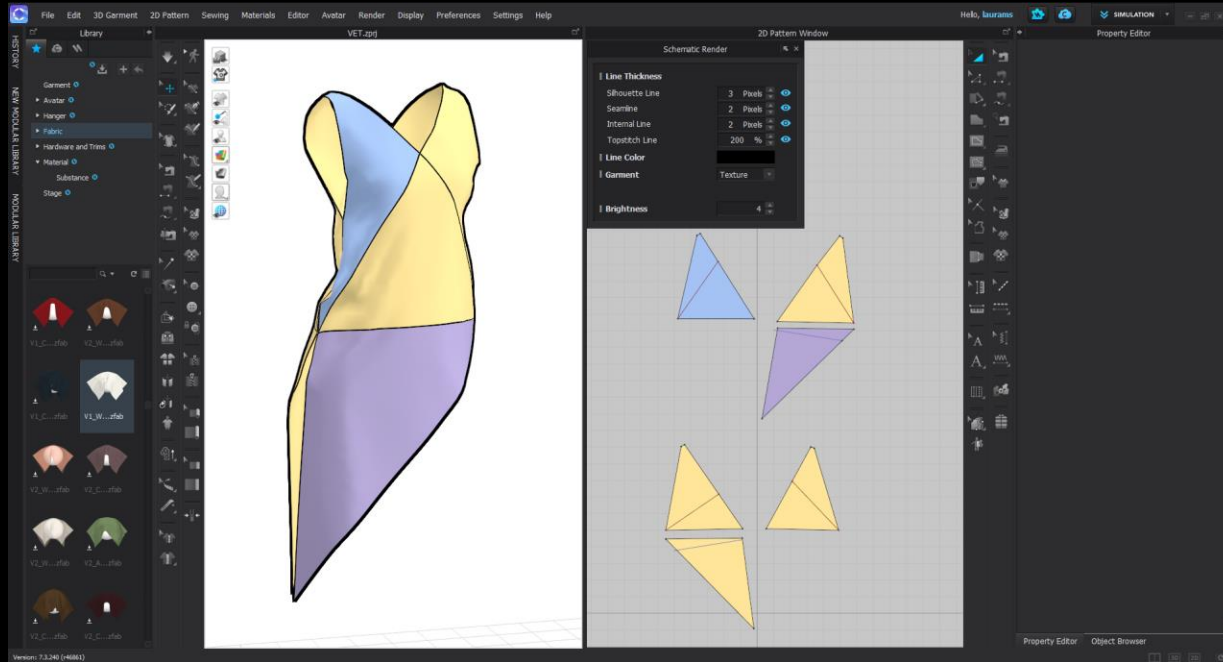 File Edit 3D Garment 2D Pattern Sewing Materials Editor Avatar Render Display Preferences Settings Help
Hello, laurams
SIMULATION
Library
VET.zprj
2D Pattern Window
Property Editor
HISTORY
NEW MODULAR LIBRARY
MODULAR LIBRARY
Garment
Avatar
Hanger
Fabric
Hardware and Trims
Material
Substance
Stage
V1_C...zfab V2_W...zfab
V1_C...zfab V1_W...zfab
V2_W...zfab V2_C...zfab
V2_W...zfab V2_A...zfab
V2_C...zfab V2_C...zfab
Schematic Render
Line Thickness
Silhouette Line 3 Pixels
Seamline 2 Pixels
Internal Line 2 Pixels
Topstitch Line 200 %
Line Color
Garment Texture
Brightness 4
Property Editor Object Browser
Version: 7.3.240 (r46861)